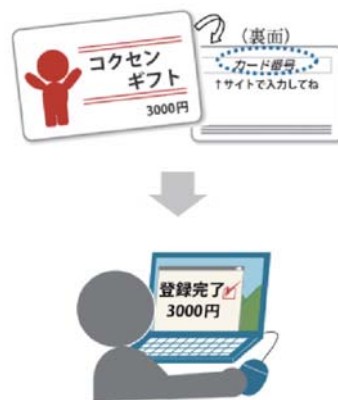 コクセン
ギフト
3000円
(裏面)
カード番号
↑サイトで入力してね
登録完了
3000円